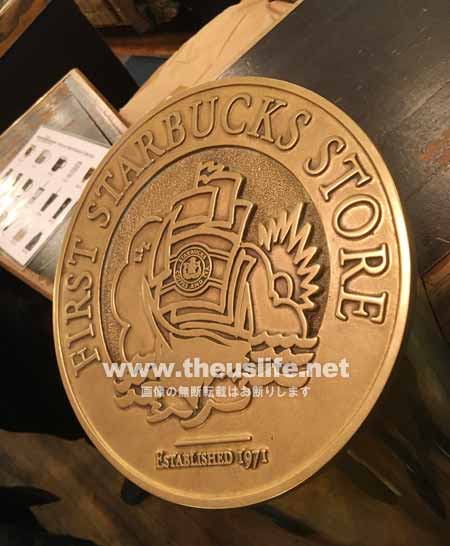 FIRST STARBUCKS STORE
www.theuslife.net
画像の無断転載はお断りします
ESTABLISHED 1971